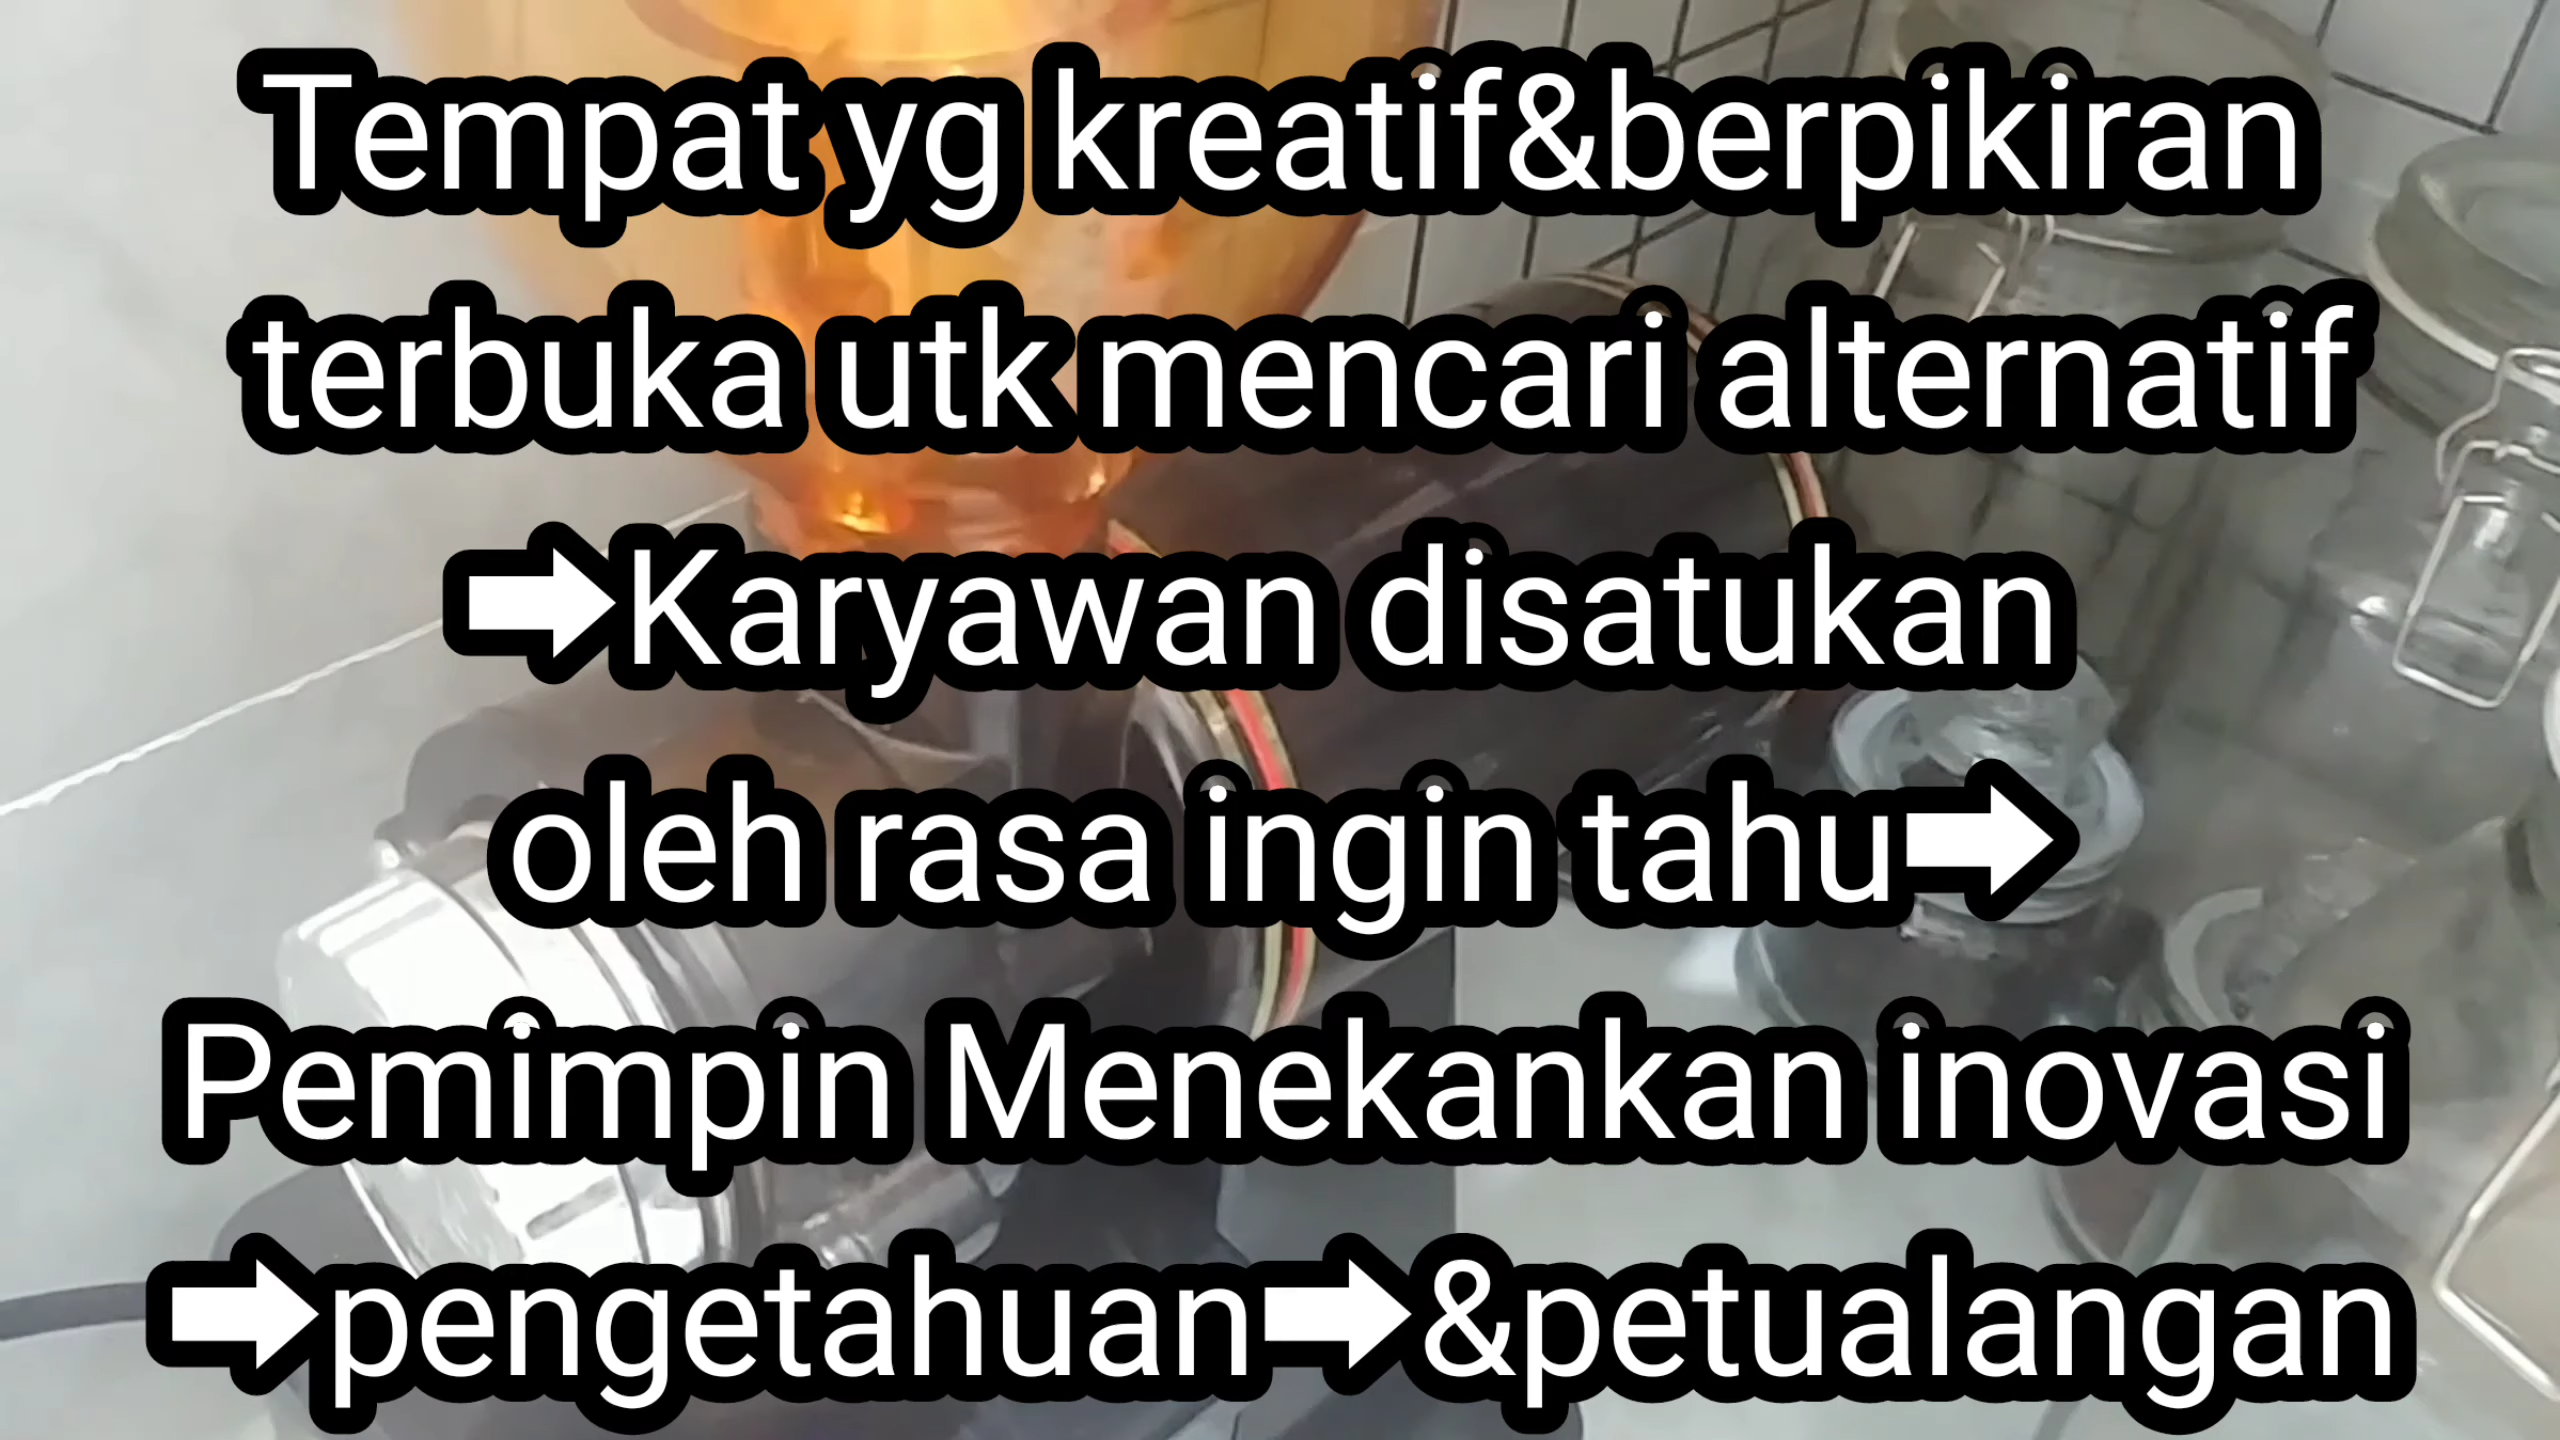 Tempat yg kreatif&berpikiran
terbuka utk mencari alternatif
➡Karyawan disatukan
oleh rasa ingin tahu➡
Pemimpin Menekankan inovasi
➡pengetahuan➡&petualangan